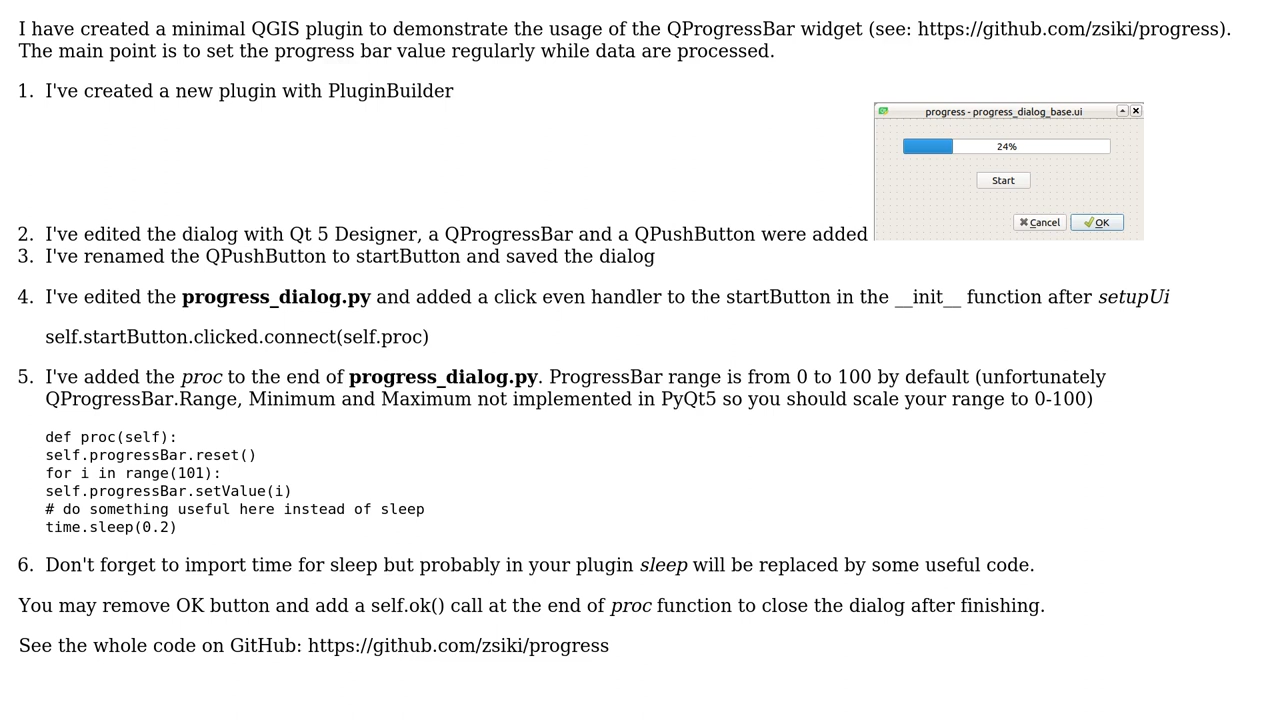 I have created a minimal QGIS plugin to demonstrate the usage of the QProgressBar widget (see: https://github.com/zsiki/progress).
The main point is to set the progress bar value regularly while data are processed.
1. I've created a new plugin with PluginBuilder
progress - progress_dialog_base.ui
24%
Start
Cancel OK
2. I've edited the dialog with Qt 5 Designer, a QProgressBar and a QPushButton were added
3. I've renamed the QPushButton to startButton and saved the dialog
4. I've edited the progress_dialog.py and added a click even handler to the startButton in the __init__ function after setupUi
self.startButton.clicked.connect(self.proc)
5. I've added the proc to the end of progress_dialog.py. ProgressBar range is from 0 to 100 by default (unfortunately
QProgressBar.Range, Minimum and Maximum not implemented in PyQt5 so you should scale your range to 0-100)
def proc(self):
self.progressBar.reset()
for i in range(101):
self.progressBar.setValue(i)
# do something useful here instead of sleep
time.sleep(0.2)
6. Don't forget to import time for sleep but probably in your plugin sleep will be replaced by some useful code.
You may remove OK button and add a self.ok() call at the end of proc function to close the dialog after finishing.
See the whole code on GitHub: https://github.com/zsiki/progress